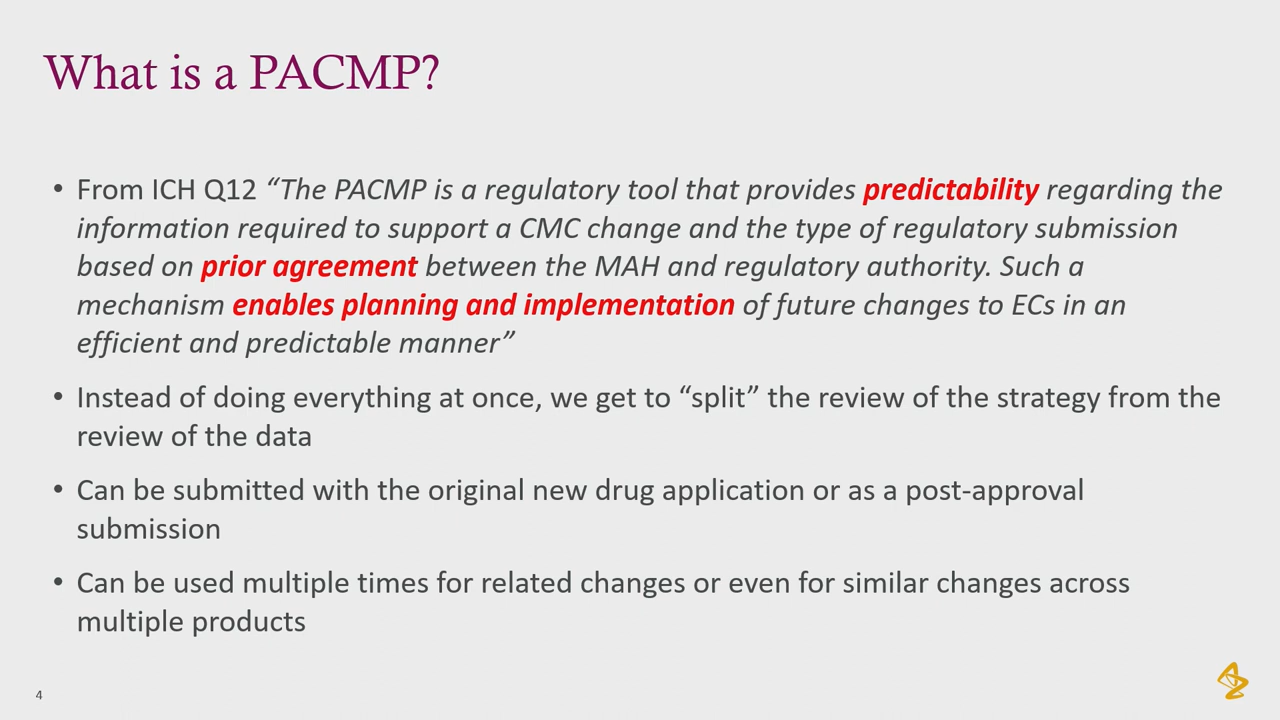 What is a PACMP?
• From ICH Q12 “The PACMP is a regulatory tool that provides predictability regarding the
information required to support a CMC change and the type of regulatory submission
based on prior agreement between the MAH and regulatory authority. Such a
mechanism enables planning and implementation of future changes to ECs in an
efficient and predictable manner”
• Instead of doing everything at once, we get to “split” the review of the strategy from the
review of the data
• Can be submitted with the original new drug application or as a post-approval
submission
• Can be used multiple times for related changes or even for similar changes across
multiple products
4